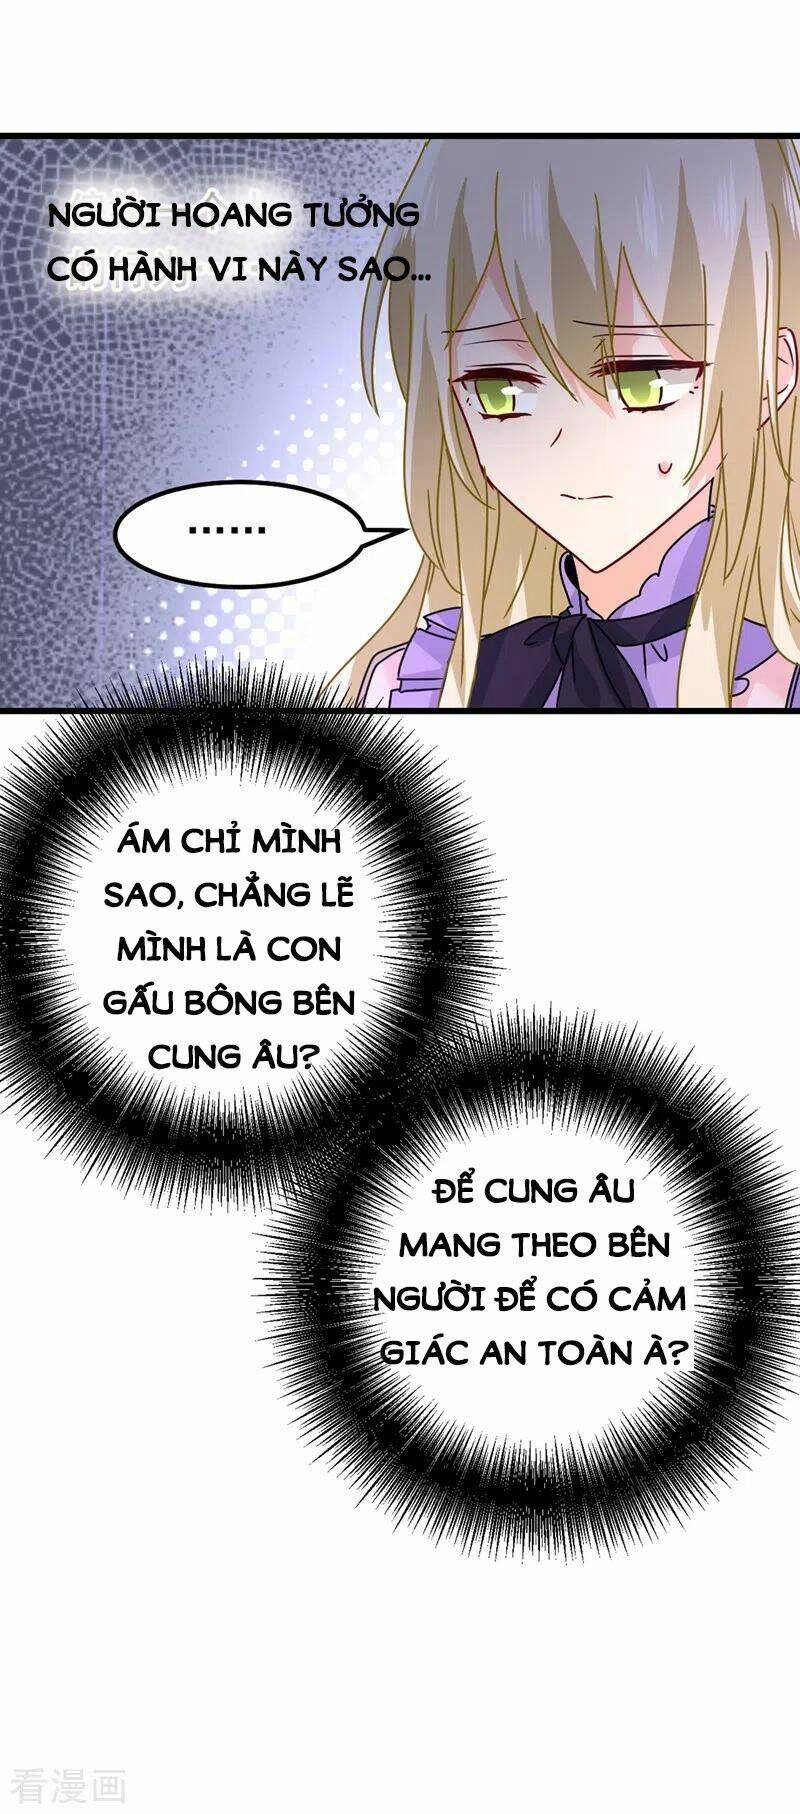 NGƯỜI HOANG TƯỞNG
CÓ HÀNH VI NÀY SAO...
......
ÁM CHỈ MÌNH
SAO, CHẲNG LẼ
MÌNH LÀ CON
GẤU BÔNG BÊN
CUNG ÂU?
ĐỂ CUNG ÂU
MANG THEO BÊN
NGƯỜI ĐỂ CÓ CẢM
GIÁC AN TOÀN À?
看漫画